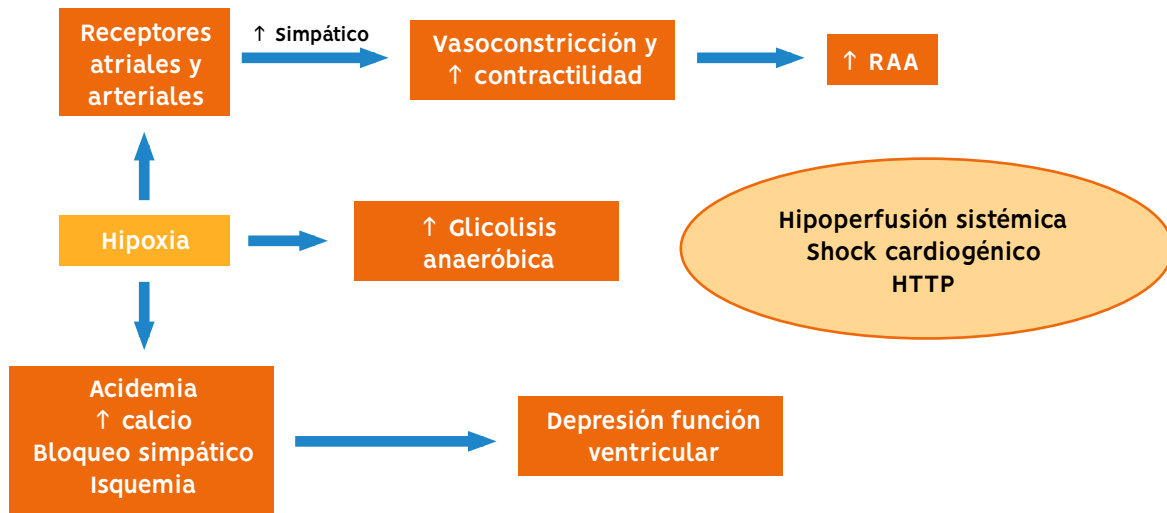 Receptores
atriales y
arteriales
↑ Simpático
Vasoconstricción y
↑ contractilidad
↑ RAA
Hipoxia
↑ Glicolisis
anaeróbica
Hipoperfusión sistémica
Shock cardiogénico
HTTP
Acidemia
↑ calcio
Bloqueo simpático
Isquemia
Depresión función
ventricular